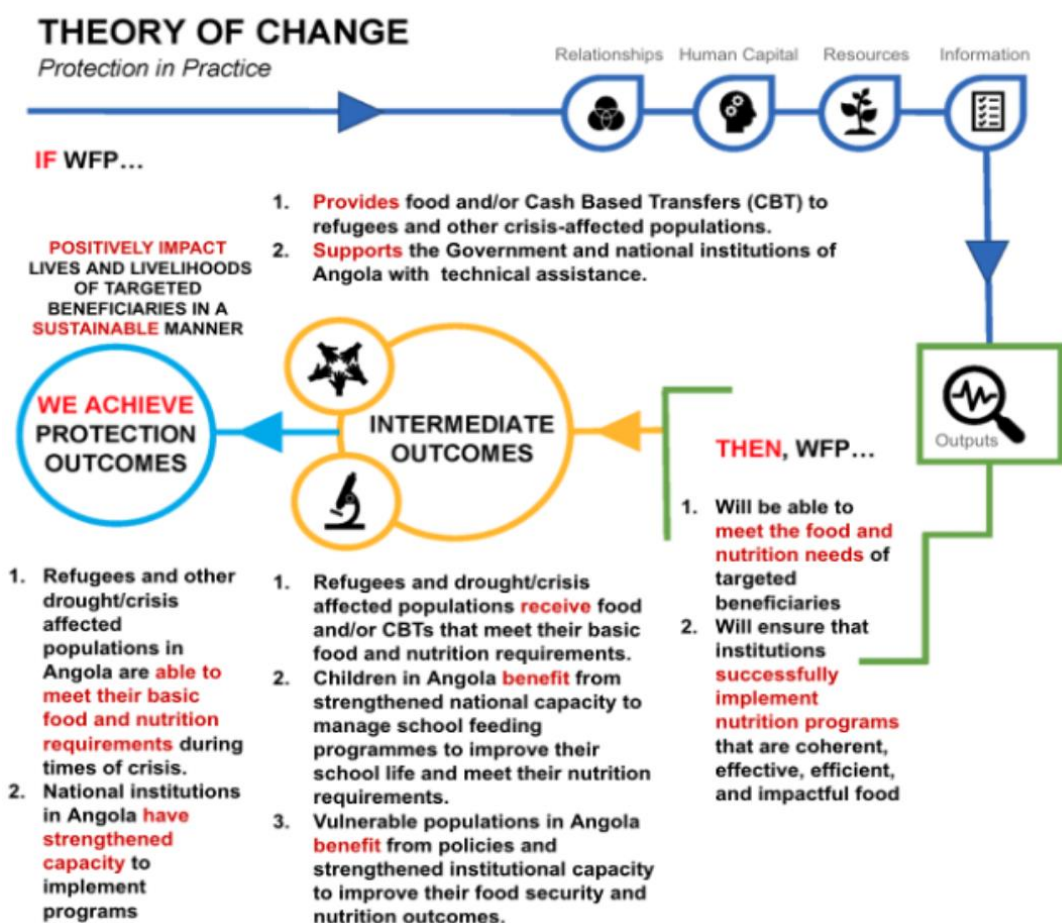 THEORY OF CHANGE
Protection in Practice
Relationships
Human Capital
Resources
Information
IF WFP...
1. Provides food and/or Cash Based Transfers (CBT) to
refugees and other crisis-affected populations.
2. Supports the Government and national institutions of
Angola with technical assistance.
POSITIVELY IMPACT
LIVES AND LIVELIHOODS
OF TARGETED
BENEFICIARIES IN A
SUSTAINABLE MANNER
WE ACHIEVE
PROTECTION
OUTCOMES
INTERMEDIATE
OUTCOMES
Outputs
THEN, WFP...
1. Will be able to
meet the food and
nutrition needs of
targeted
beneficiaries
2. Will ensure that
institutions
successfully
implement
nutrition programs
that are coherent,
effective, efficient,
and impactful food
1. Refugees and other
drought/crisis
affected
populations in
Angola are able to
meet their basic
food and nutrition
requirements during
times of crisis.
2. National institutions
in Angola have
strengthened
capacity to
implement
programs
1. Refugees and drought/crisis
affected populations receive food
and/or CBTs that meet their basic
food and nutrition requirements.
2. Children in Angola benefit from
strengthened national capacity to
manage school feeding
programmes to improve their
school life and meet their nutrition
requirements.
3. Vulnerable populations in Angola
benefit from policies and
strengthened institutional capacity
to improve their food security and
nutrition outcomes.